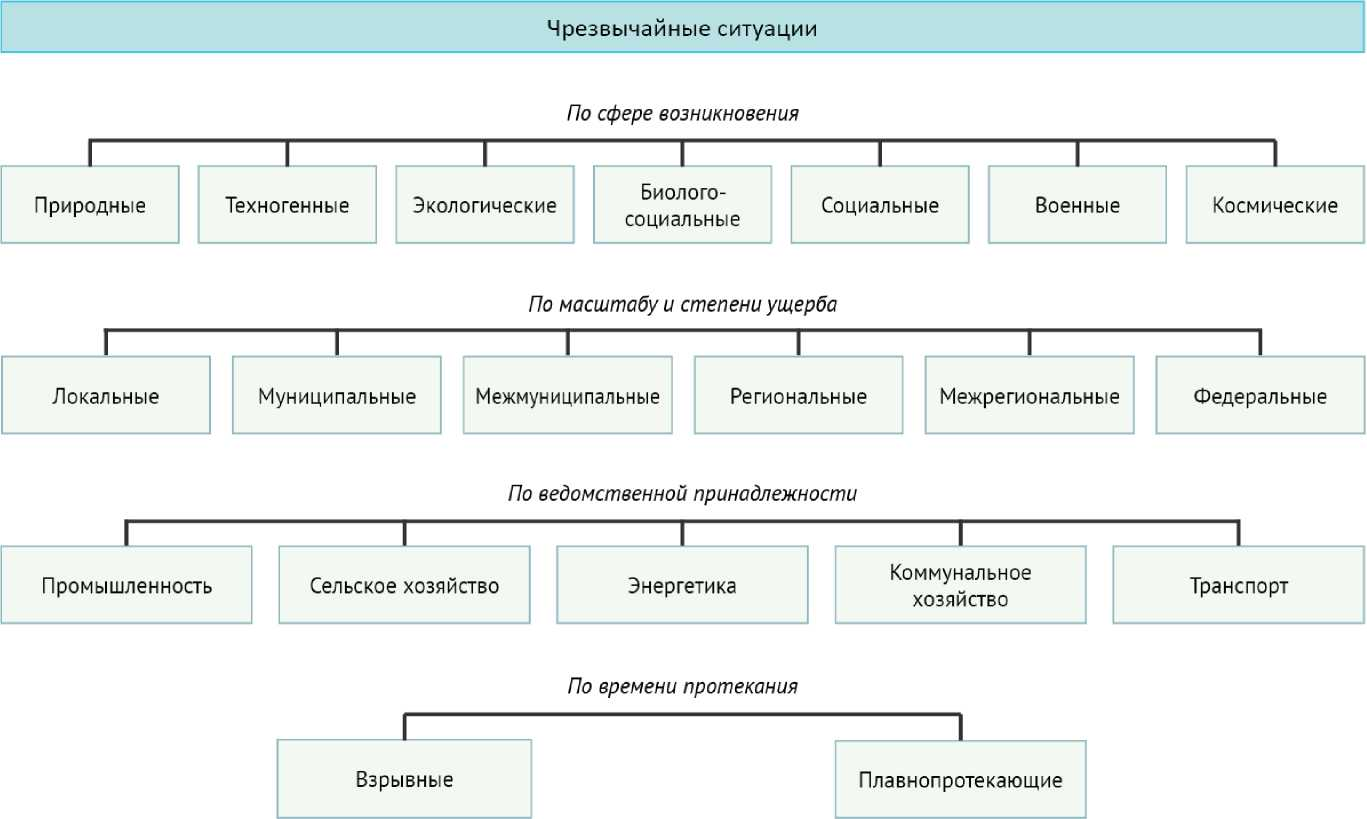 Чрезвычайные ситуации
По сфере возникновения
Природные
Техногенные
Экологические
Биолого-
социальные
Социальные
Военные
Космические
По масштабу и степени ущерба
Локальные
Муниципальные
Межмуниципальные
Региональные
Межрегиональные
Федеральные
По ведомственной принадлежности
Промышленность
Сельское хозяйство
Энергетика
Коммунальное
хозяйство
Транспорт
По времени протекания
Взрывные
Плавнопротекающие